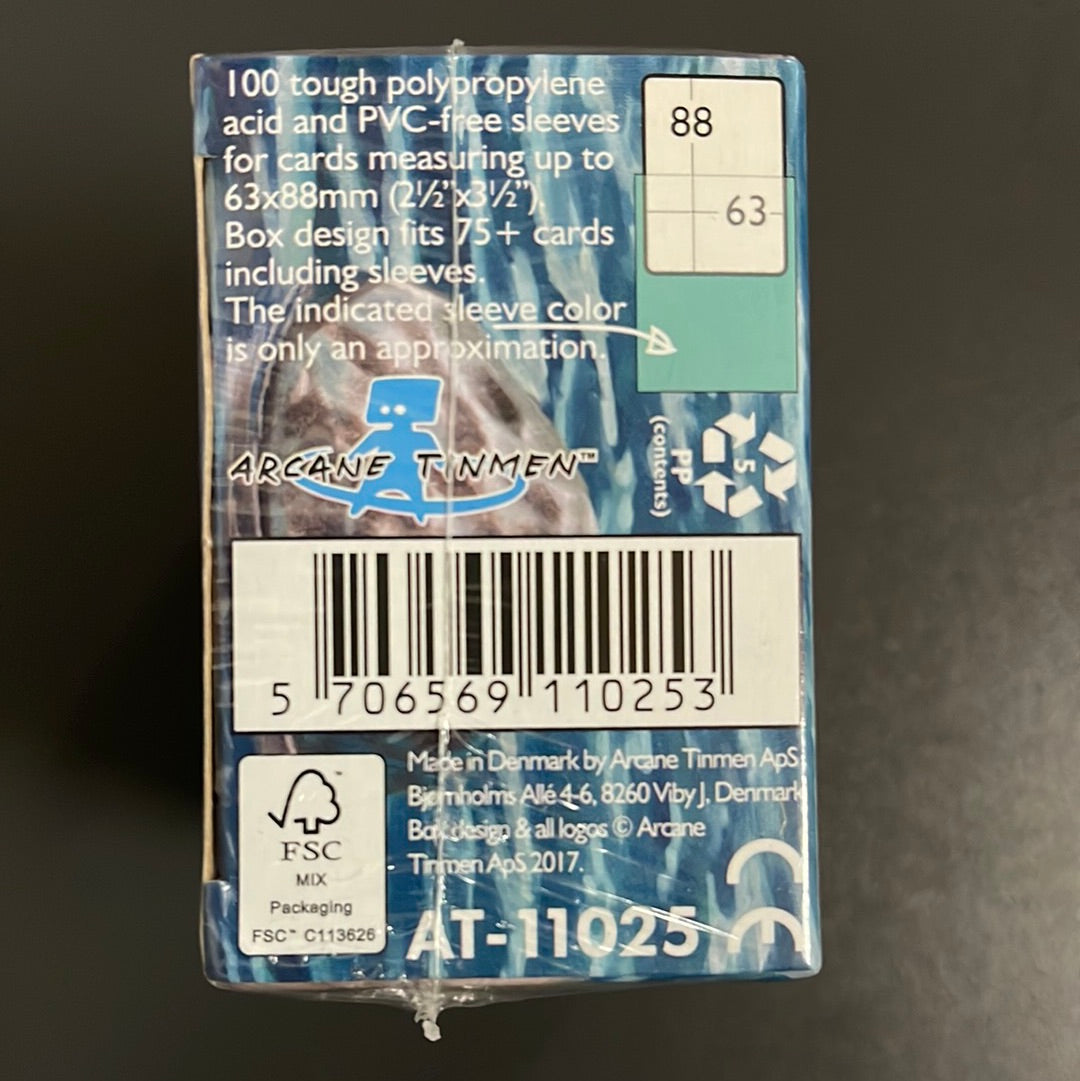 100 tough polypropylene
acid and PVC-free sleeves
for cards measuring up to
63x88mm (2½"x3½").
Box design fits 75+ cards
including sleeves.
The indicated sleeve color
is only an approximation.
88
63
ARCANE TINMEN™
5
PP
(contents)
5 706569 110253
FSC™
MIX
Packaging
FSC™ C113626
Made in Denmark by Arcane Tinmen ApS
Bjørnholms Allé 4-6, 8260 Viby J, Denmark
Box design & all logos © Arcane
Tinmen ApS 2017.
AT-11025
CE